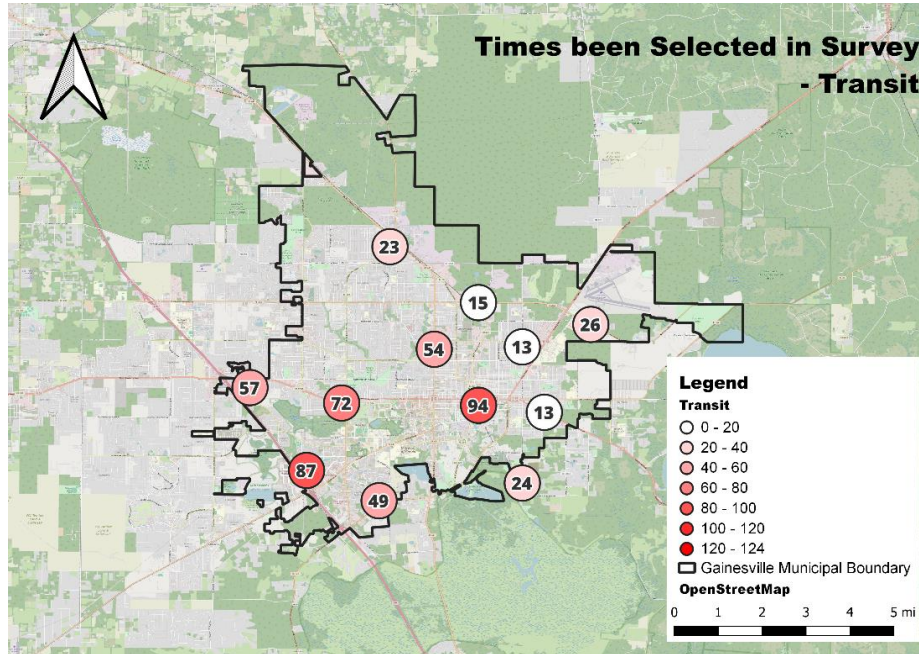 Times been Selected in Survey
- Transit
23
15
26
13
54
57
72
94
13
87
24
49
Legend
Transit
0 - 20
20 - 40
40 - 60
60 - 80
80 - 100
100 - 120
120 - 124
Gainesville Municipal Boundary
OpenStreetMap
0 1 2 3 4 5 mi